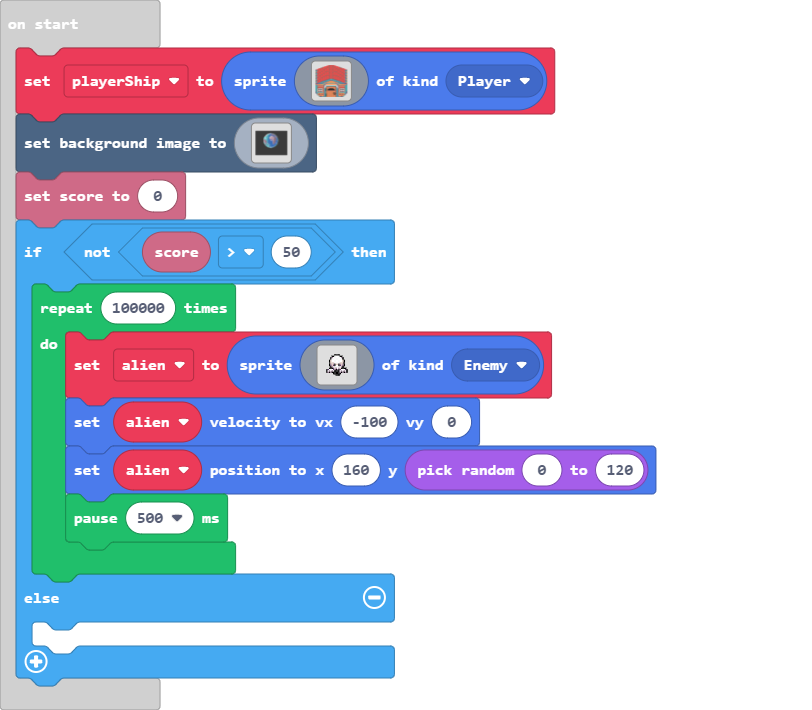 on start
set playerShip to sprite of kind Player
set background image to
set score to 0
if not score > 50 then
repeat 100000 times
do
set alien to sprite of kind Enemy
set alien velocity to vx -100 vy 0
set alien position to x 160 y pick random 0 to 120
pause 500 ms
else